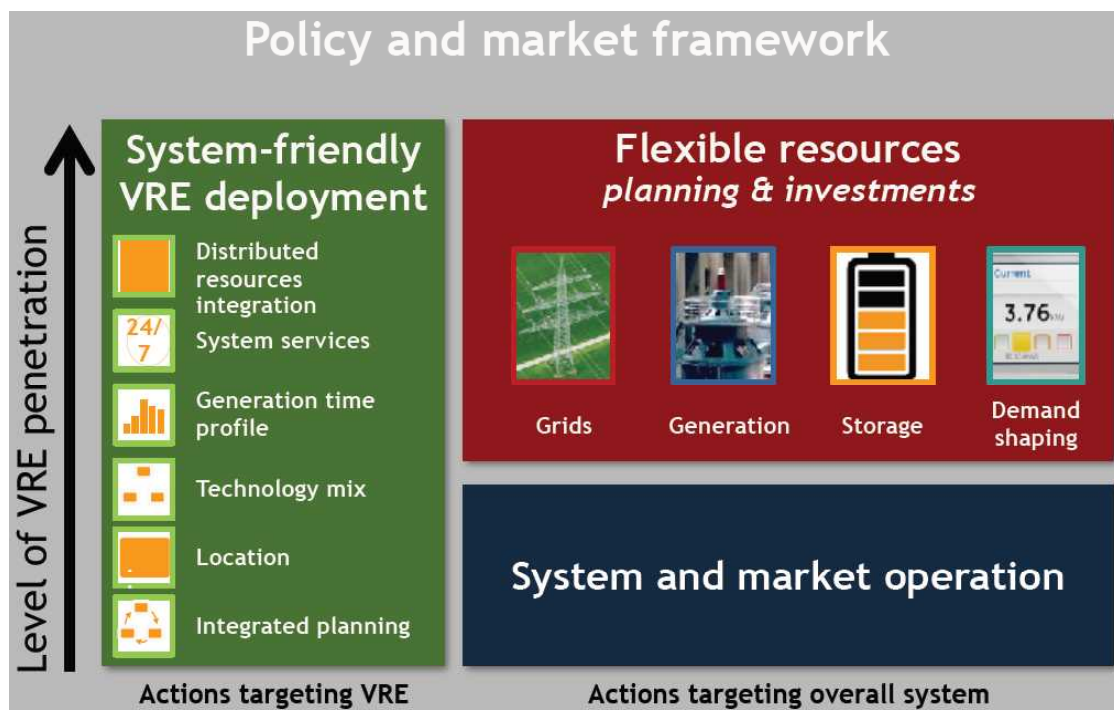 Policy and market framework
Level of VRE penetration
System-friendly
VRE deployment
Distributed
resources
integration
24/
7
System services
Generation time
profile
Technology mix
Location
Integrated planning
Actions targeting VRE
Flexible resources
planning & investments
Current
3.76
Grids
Generation
Storage
Demand
shaping
System and market operation
Actions targeting overall system